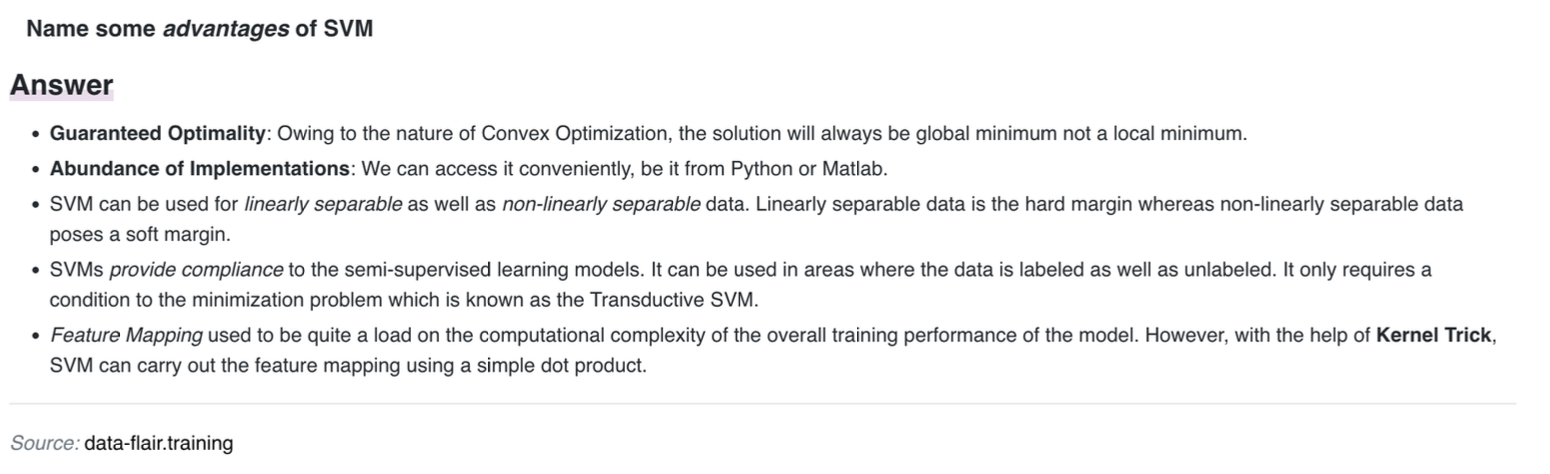 Name some advantages of SVM
Answer
• Guaranteed Optimality: Owing to the nature of Convex Optimization, the solution will always be global minimum not a local minimum.
• Abundance of Implementations: We can access it conveniently, be it from Python or Matlab.
• SVM can be used for linearly separable as well as non-linearly separable data. Linearly separable data is the hard margin whereas non-linearly separable data
poses a soft margin.
• SVMs provide compliance to the semi-supervised learning models. It can be used in areas where the data is labeled as well as unlabeled. It only requires a
condition to the minimization problem which is known as the Transductive SVM.
• Feature Mapping used to be quite a load on the computational complexity of the overall training performance of the model. However, with the help of Kernel Trick,
SVM can carry out the feature mapping using a simple dot product.
Source: data-flair.training